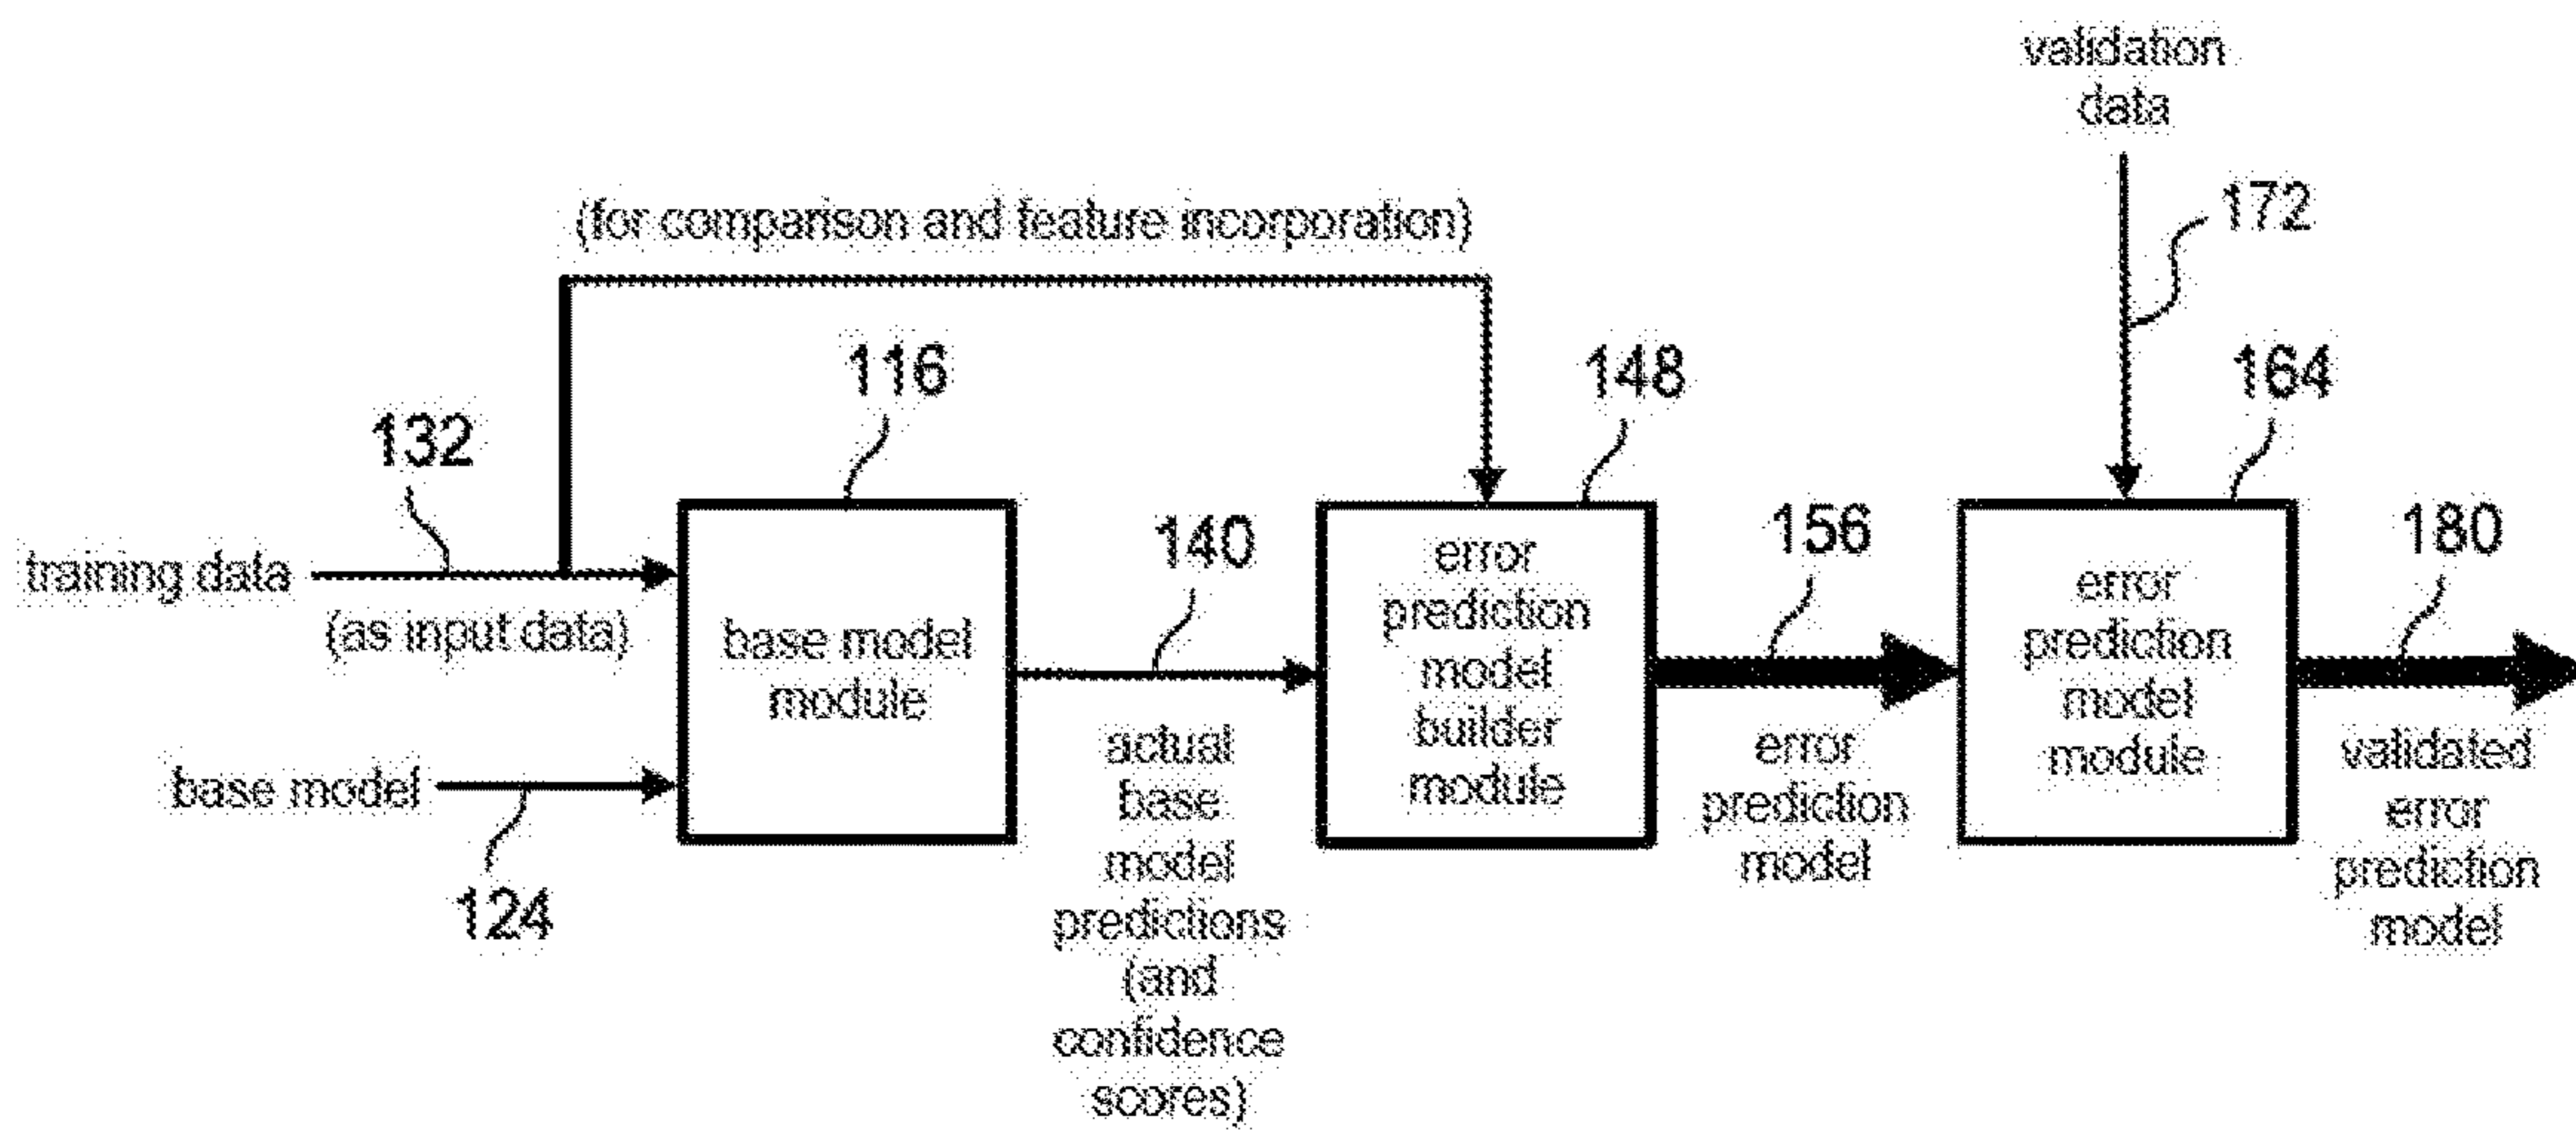 validation
data
172
(for comparison and feature incorporation)
116
148
164
132
140
156
180
training data
(as input data)
base model
124
base model
module
actual
base
model
predictions
(and
confidence
scores)
error
prediction
model
builder
module
error
prediction
model
error
prediction
model
module
validated
error
prediction
model